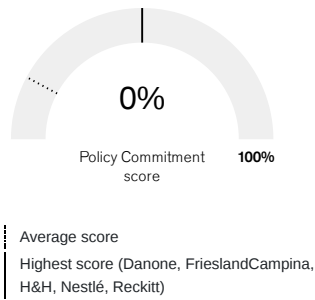 0%
Policy Commitment 100%
score
Average score
Highest score (Danone, FrieslandCampina,
H&H, Nestlé, Reckitt)